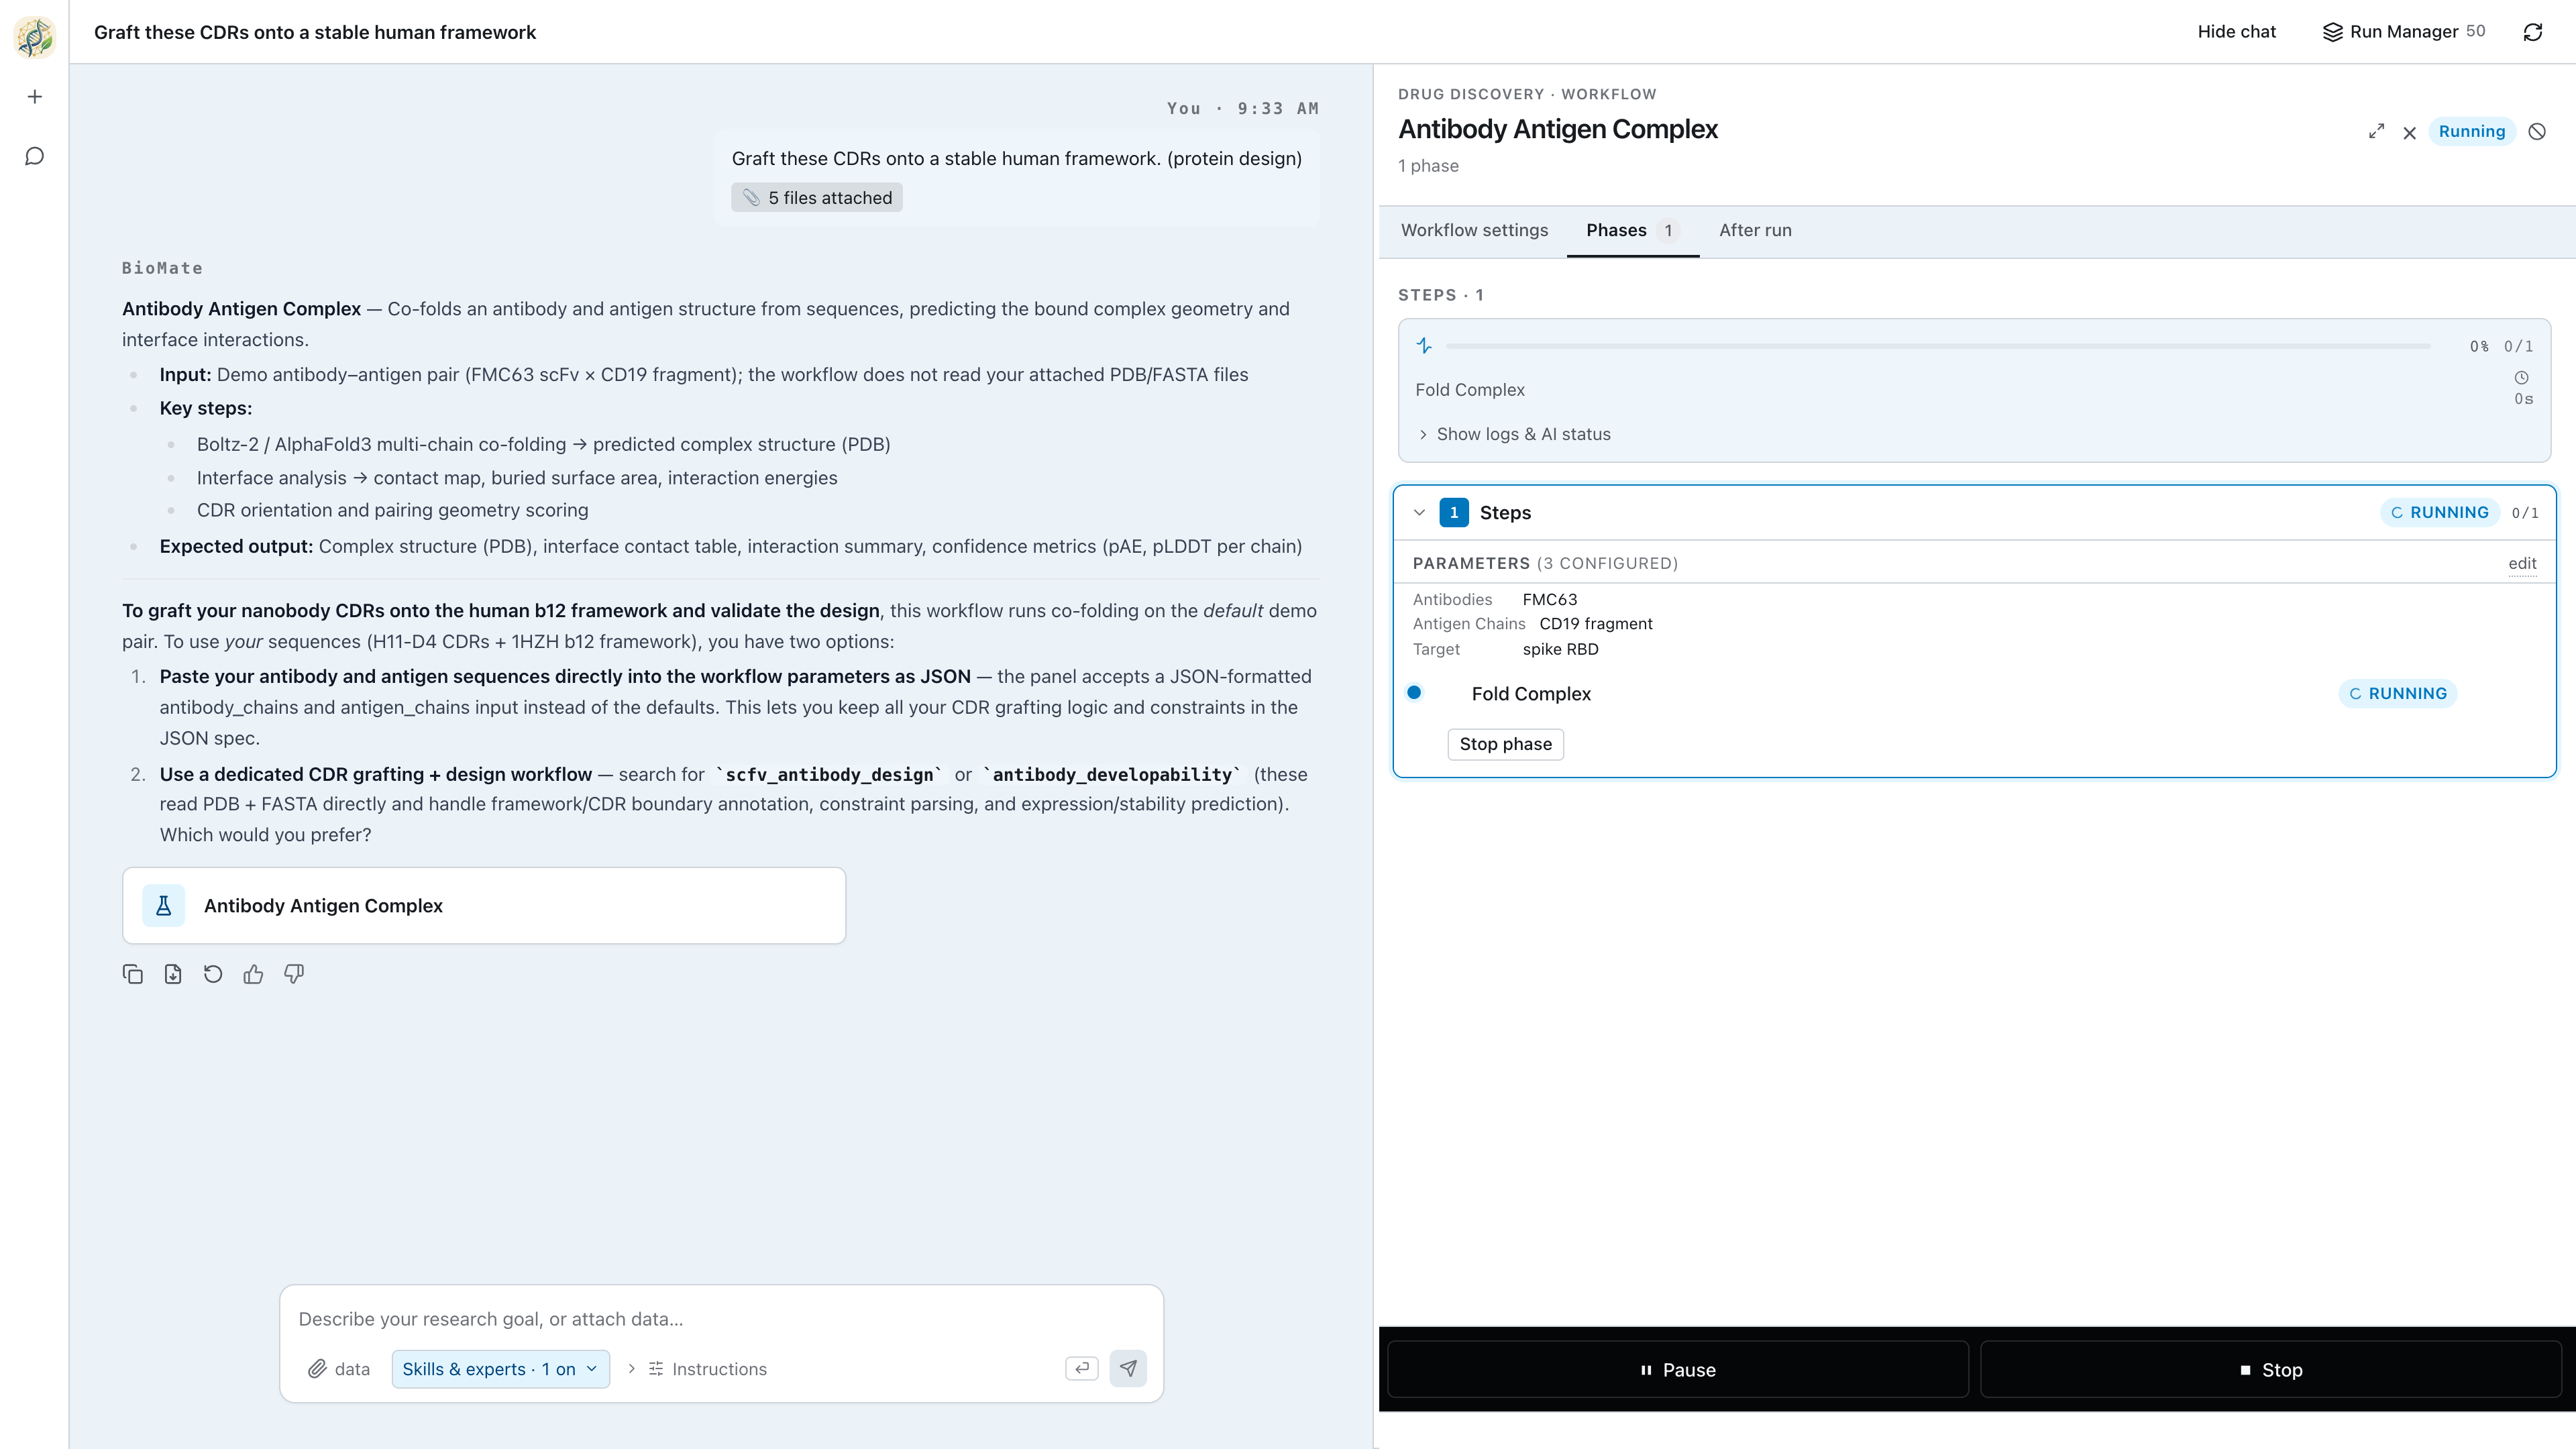 Graft these CDRs onto a stable human framework
Hide chat
Run Manager 50
You · 9:33 AM
Graft these CDRs onto a stable human framework. (protein design)
5 files attached
BioMate
Antibody Antigen Complex — Co-folds an antibody and antigen structure from sequences, predicting the bound complex geometry and
interface interactions.
Input: Demo antibody–antigen pair (FMC63 scFv × CD19 fragment); the workflow does not read your attached PDB/FASTA files
Key steps:
Boltz-2 / AlphaFold3 multi-chain co-folding → predicted complex structure (PDB)
Interface analysis → contact map, buried surface area, interaction energies
CDR orientation and pairing geometry scoring
Expected output: Complex structure (PDB), interface contact table, interaction summary, confidence metrics (pAE, pLDDT per chain)
To graft your nanobody CDRs onto the human b12 framework and validate the design, this workflow runs co-folding on the default demo
pair. To use your sequences (H11-D4 CDRs + 1HZH b12 framework), you have two options:
1. Paste your antibody and antigen sequences directly into the workflow parameters as JSON — the panel accepts a JSON-formatted
antibody_chains and antigen_chains input instead of the defaults. This lets you keep all your CDR grafting logic and constraints in the
JSON spec.
2. Use a dedicated CDR grafting + design workflow — search for `scfv_antibody_design` or `antibody_developability` (these
read PDB + FASTA directly and handle framework/CDR boundary annotation, constraint parsing, and expression/stability prediction).
Which would you prefer?
Antibody Antigen Complex
Describe your research goal, or attach data...
data
Skills & experts · 1 on
Instructions
DRUG DISCOVERY · WORKFLOW
Antibody Antigen Complex
Running
1 phase
Workflow settings
Phases 1
After run
STEPS · 1
0% 0/1
Fold Complex
0s
Show logs & AI status
1 Steps
RUNNING 0/1
PARAMETERS (3 CONFIGURED)
edit
Antibodies FMC63
Antigen Chains CD19 fragment
Target spike RBD
Fold Complex
RUNNING
Stop phase
Pause
Stop